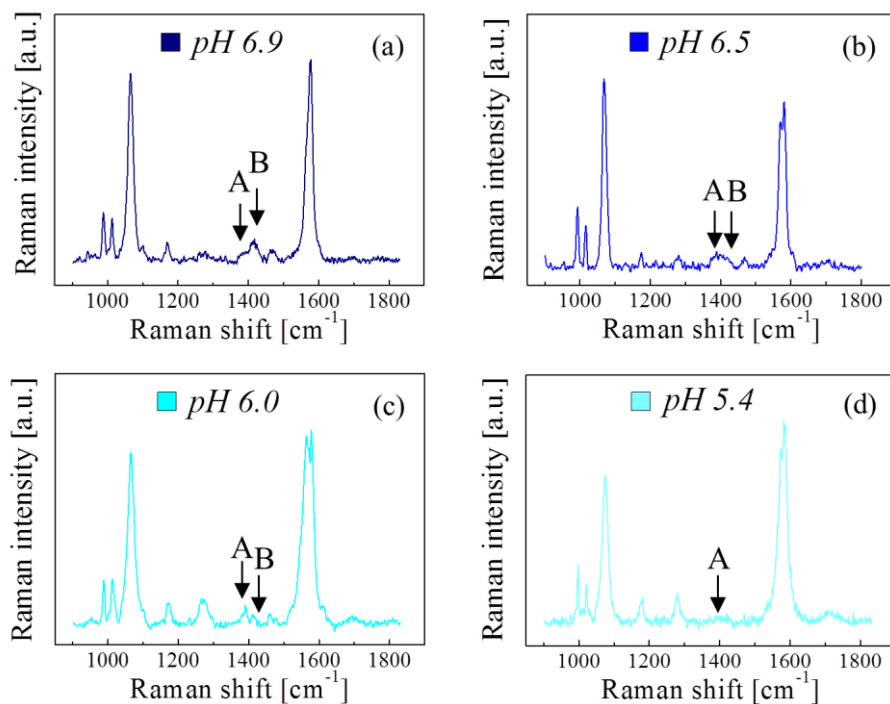 pH 6.9 (a)
A B
Raman intensity [a.u.]
1000 1200 1400 1600 1800
Raman shift [cm-1]
pH 6.5 (b)
A B
Raman intensity [a.u.]
1000 1200 1400 1600 1800
Raman shift [cm-1]
pH 6.0 (c)
A B
Raman intensity [a.u.]
1000 1200 1400 1600 1800
Raman shift [cm-1]
pH 5.4 (d)
A
Raman intensity [a.u.]
1000 1200 1400 1600 1800
Raman shift [cm-1]